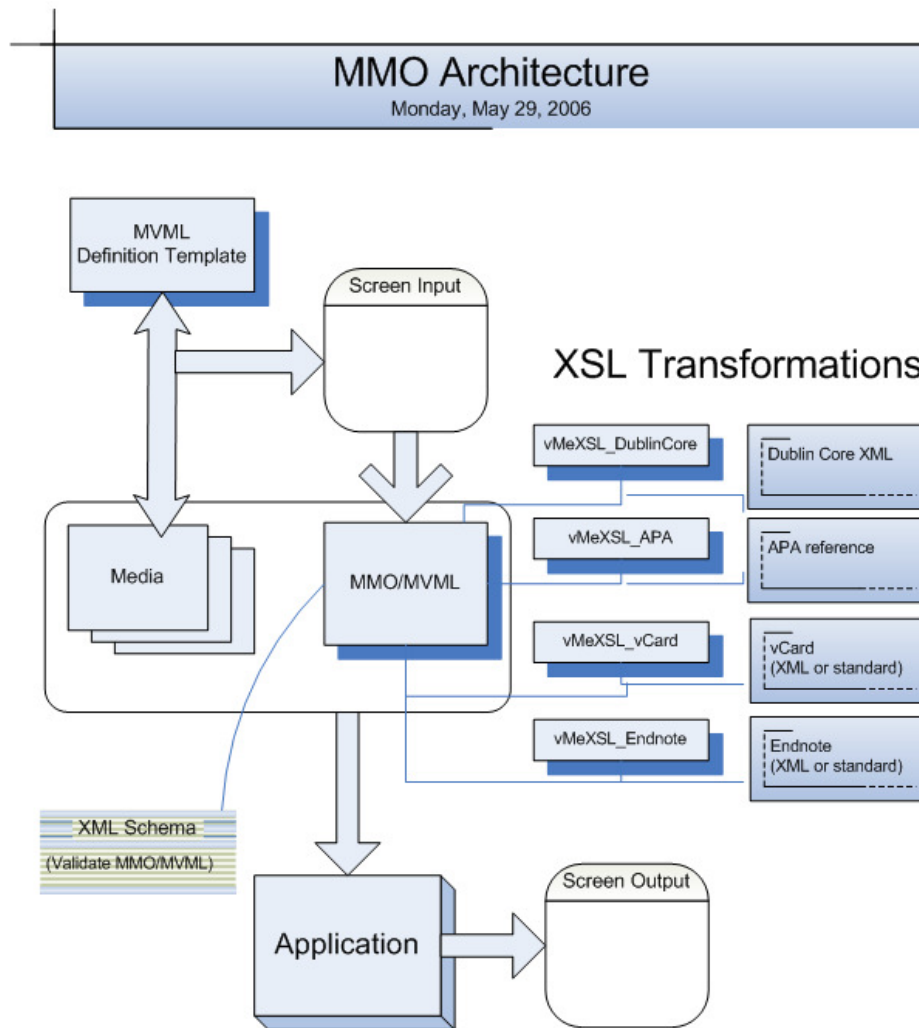 MMO Architecture
Monday, May 29, 2006
MVML
Definition Template
Screen Input
XSL Transformations
vMeXSL_DublinCore
Dublin Core XML
vMeXSL_APA
APA reference
Media
MMO/MVML
vMeXSL_vCard
vCard
(XML or standard)
vMeXSL_Endnote
Endnote
(XML or standard)
XML Schema
(Validate MMO/MVML)
Screen Output
Application